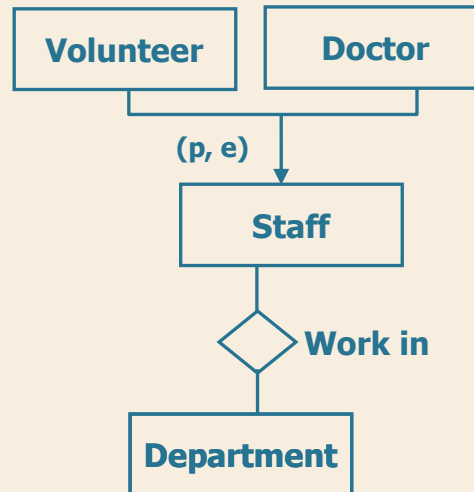 Volunteer
Doctor
(p, e)
Staff
Work in
Department